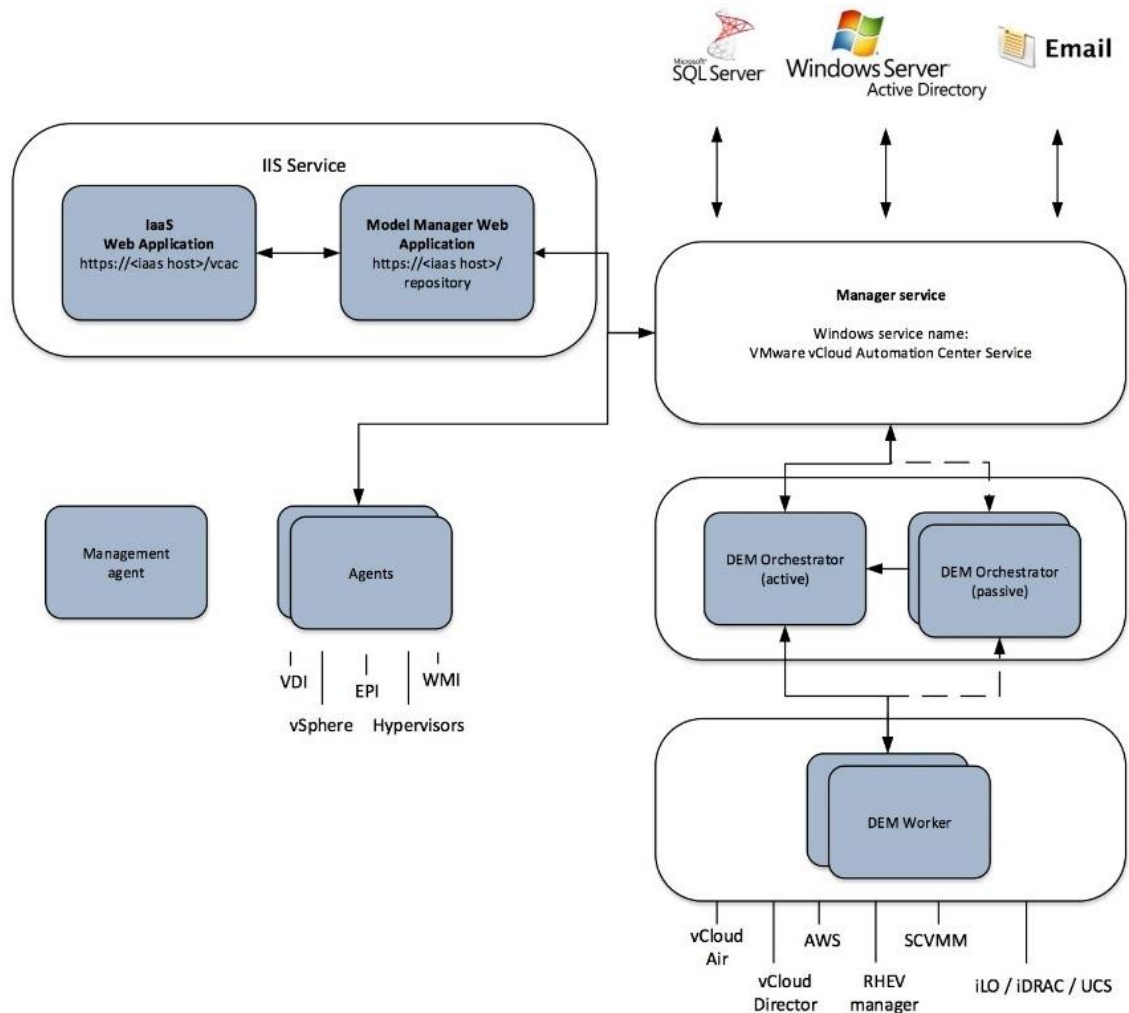 Microsoft®
SQL Server
Windows Server
Active Directory
Email
IIS Service
IaaS
Web Application
https://<iaas host>/vcac
Model Manager Web
Application
https://<iaas host>/
repository
Manager service
Windows service name:
VMware vCloud Automation Center Service
Management
agent
Agents
VDI
EPI
WMI
vSphere
Hypervisors
DEM Orchestrator
(active)
DEM Orchestrator
(passive)
DEM Worker
vCloud
Air
AWS
SCVMM
vCloud
Director
RHEV
manager
iLO / iDRAC / UCS